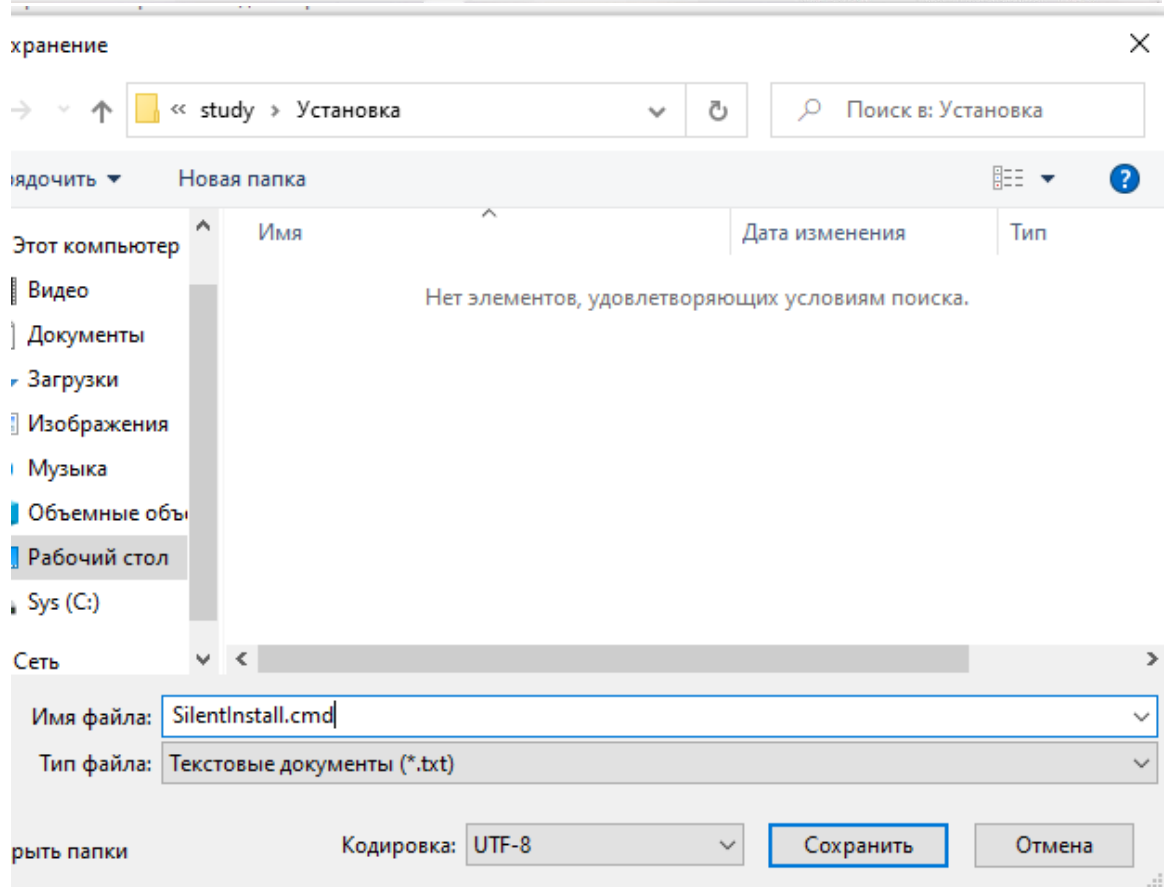 хранение
« study › Установка
Поиск в: Установка
рядочить
Новая папка
Имя
Дата изменения
Тип
Нет элементов, удовлетворяющих условиям поиска.
Этот компьютер
Видео
Документы
Загрузки
Изображения
Музыка
Объемные объ
Рабочий стол
Sys (C:)
Сеть
Имя файла: SilentInstall.cmd
Тип файла: Текстовые документы (*.txt)
рыть папки
Кодировка: UTF-8
Сохранить
Отмена